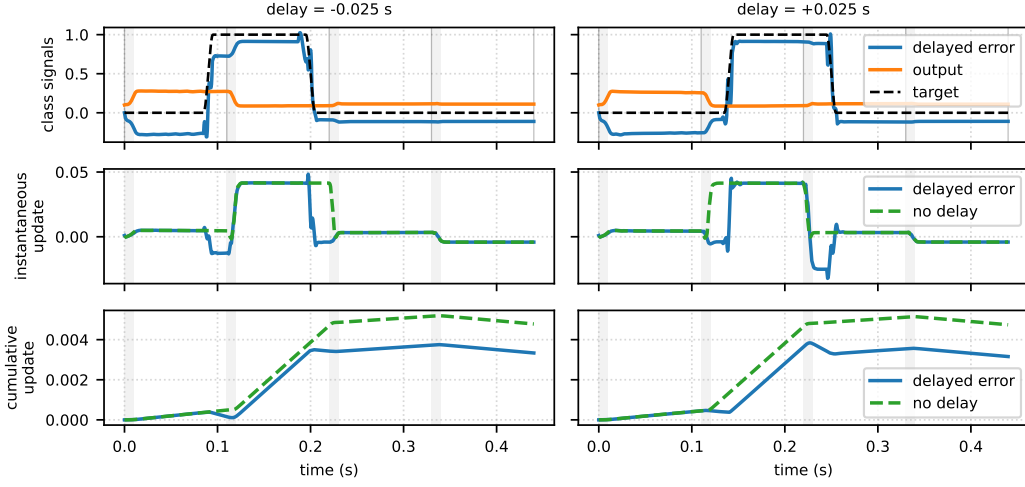 delay = -0.025 s
delay = +0.025 s
class signals
1.0
0.5
0.0
delayed error
output
target
instantaneous
update
0.05
0.00
delayed error
no delay
cumulative
update
0.004
0.002
0.000
delayed error
no delay
0.0 0.1 0.2 0.3 0.4
0.0 0.1 0.2 0.3 0.4
time (s)
time (s)